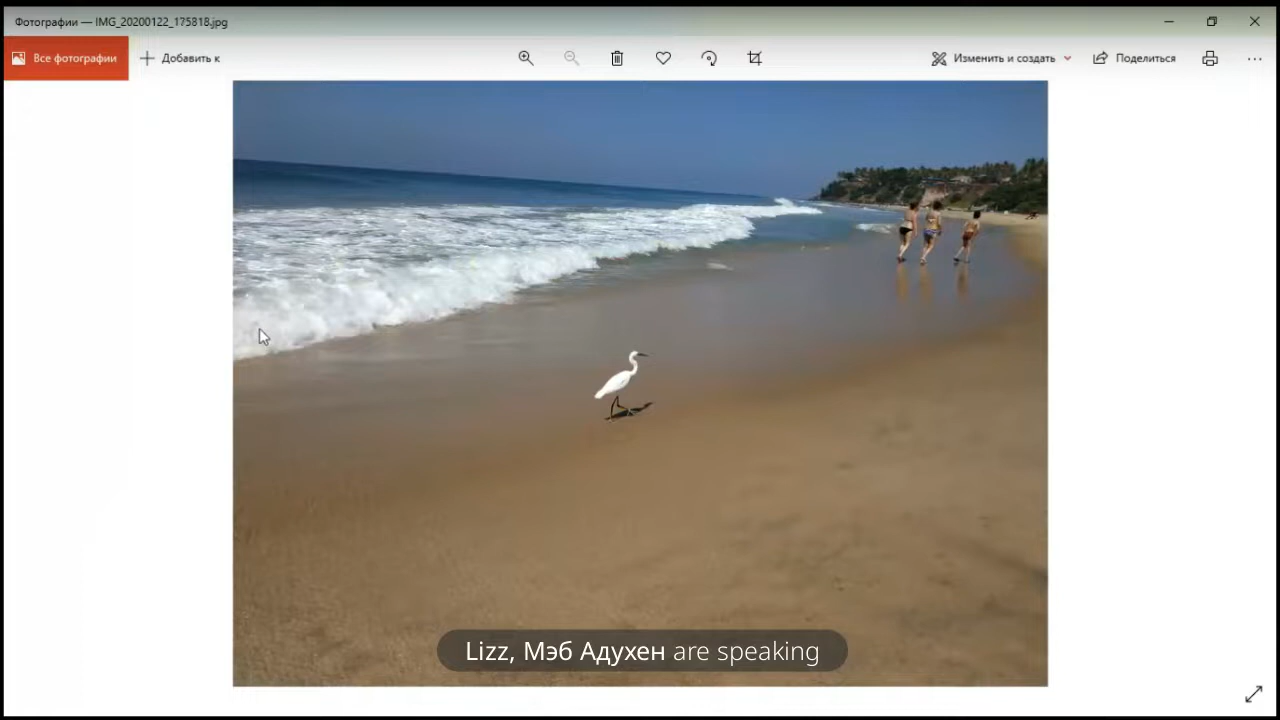 Фотографии — IMG_20200122_175818.jpg
Все фотографии
Добавить к
Изменить и создать
Поделиться
Lizz, Мэб Адухен are speaking